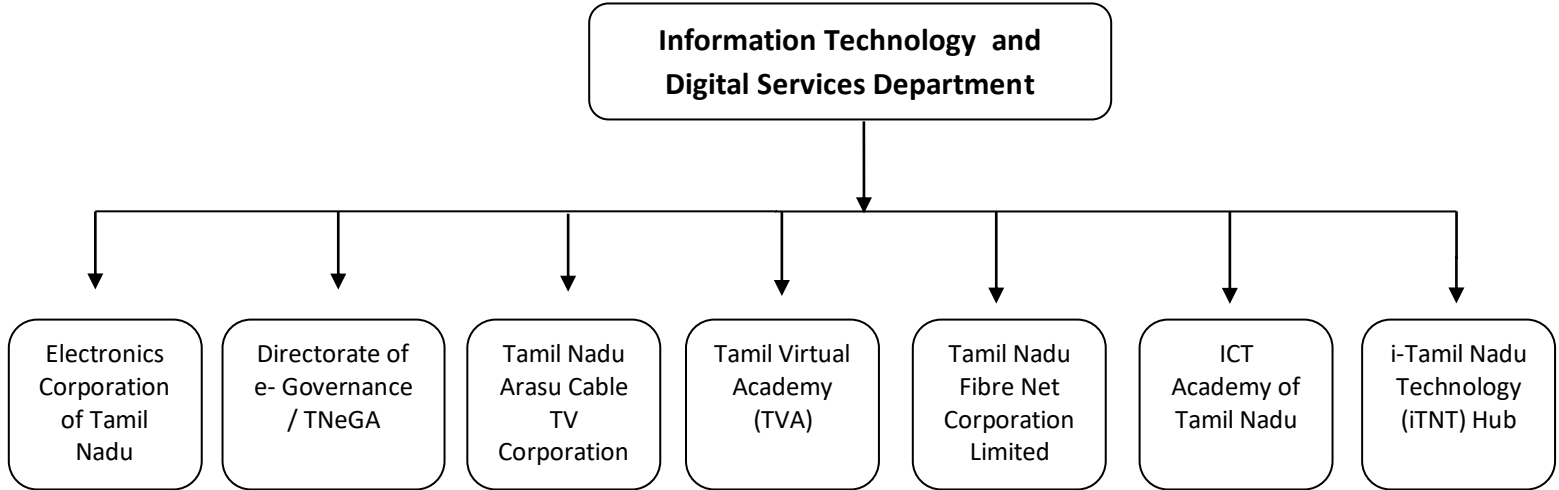 Information Technology and
Digital Services Department
Electronics
Corporation
of Tamil
Nadu
Directorate of
e- Governance
/ TNeGA
Tamil Nadu
Arasu Cable
TV
Corporation
Tamil Virtual
Academy
(TVA)
Tamil Nadu
Fibre Net
Corporation
Limited
ICT
Academy of
Tamil Nadu
i-Tamil Nadu
Technology
(iTNT) Hub